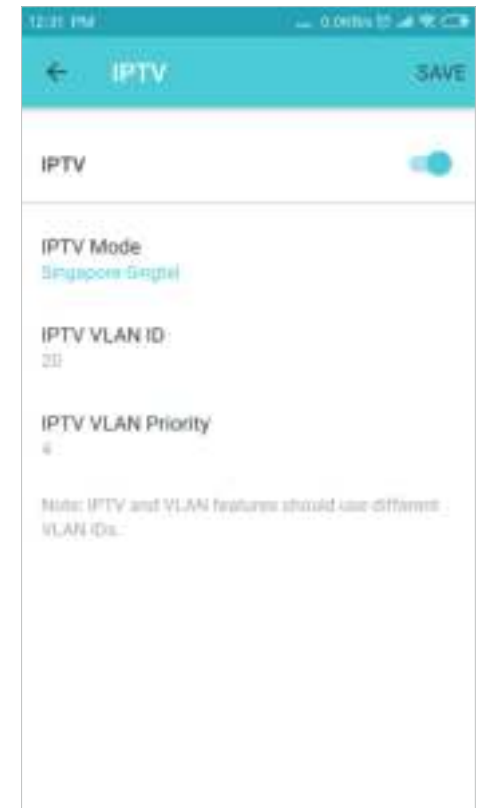 12:31 PM
IPTV SAVE
IPTV
IPTV Mode
Singapore-Singtel
IPTV VLAN ID
20
IPTV VLAN Priority
4
Note: IPTV and VLAN features should use different
VLAN IDs.